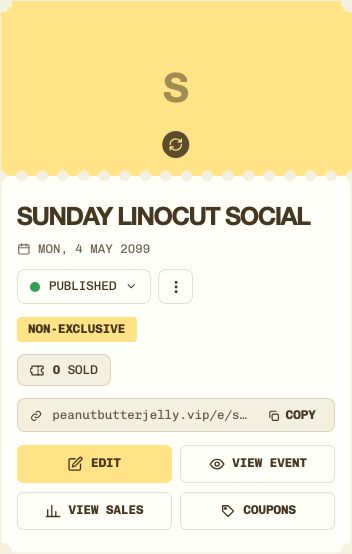 S
SUNDAY LINOCUT SOCIAL
MON, 4 MAY 2099
PUBLISHED
NON-EXCLUSIVE
0 SOLD
peanutbutterjelly.vip/e/s… COPY
EDIT VIEW EVENT
VIEW SALES COUPONS